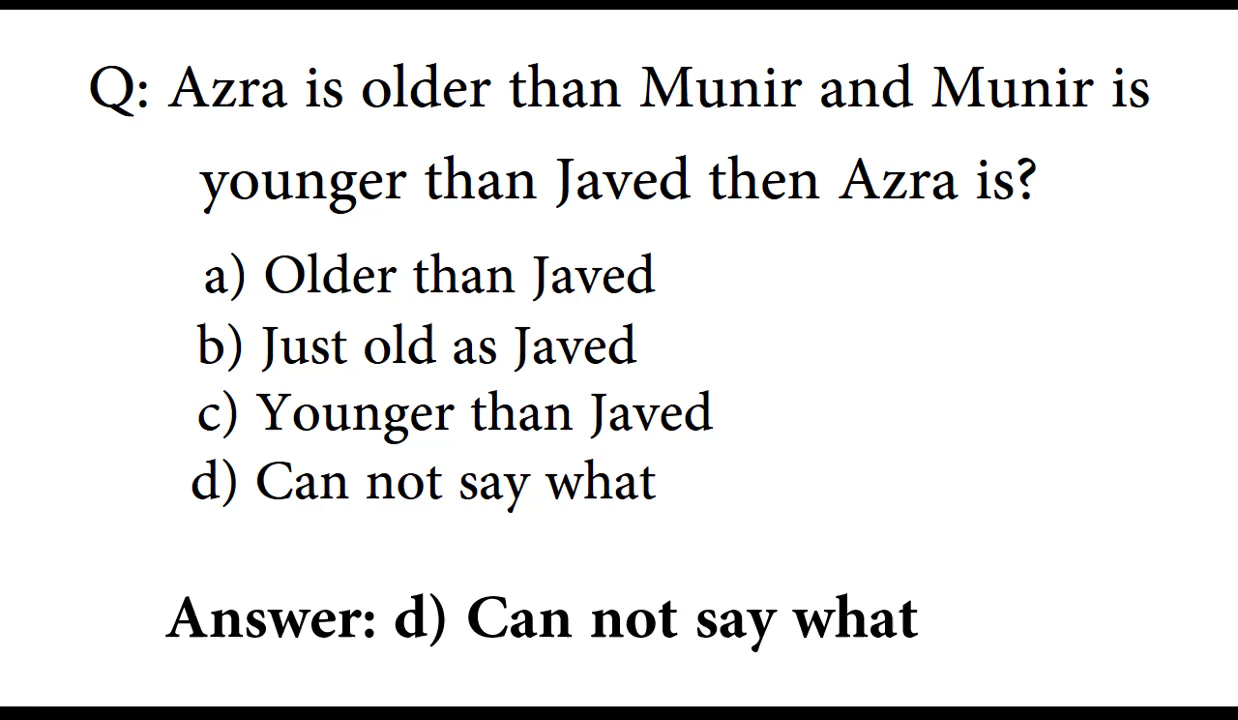 Q: Azra is older than Munir and Munir is
younger than Javed then Azra is?
a) Older than Javed
b) Just old as Javed
c) Younger than Javed
d) Can not say what
Answer: d) Can not say what